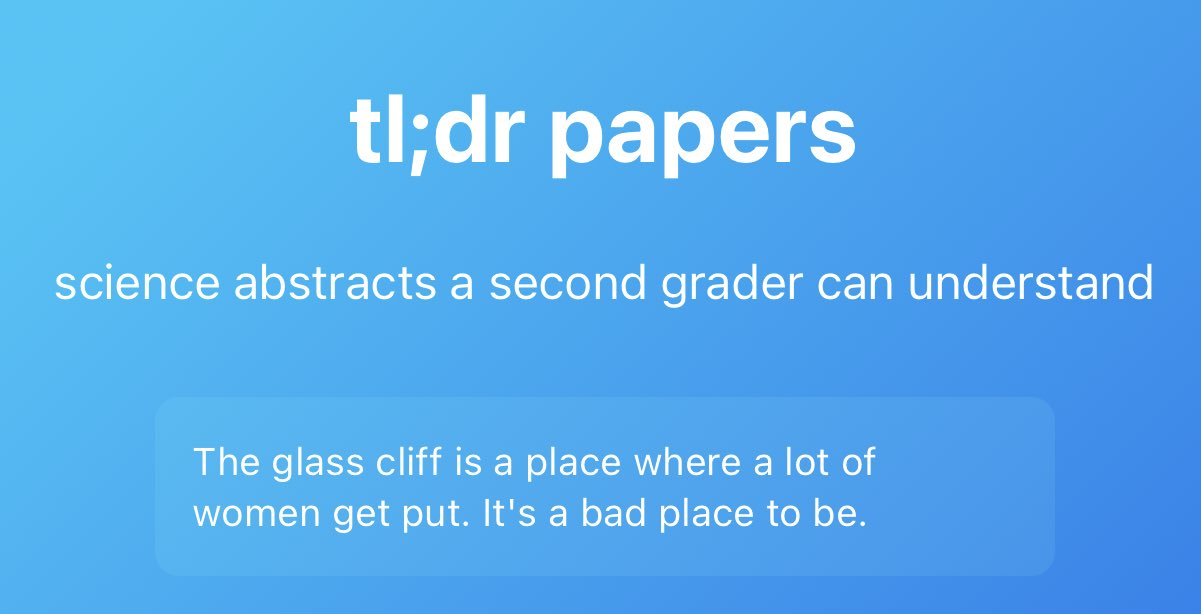 tl;dr papers
science abstracts a second grader can understand
The glass cliff is a place where a lot of
women get put. It's a bad place to be.